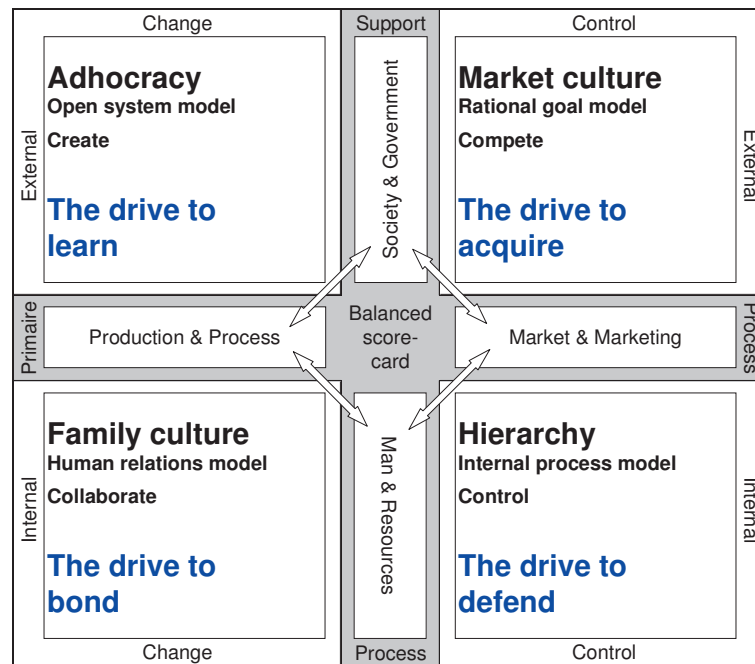 Change
Support
Control
External
Adhocracy
Open system model
Create
The drive to
learn
Society & Government
Market culture
Rational goal model
Compete
The drive to
acquire
External
Primaire
Production & Process
Balanced
score-
card
Market & Marketing
Process
Internal
Family culture
Human relations model
Collaborate
The drive to
bond
Man & Resources
Hierarchy
Internal process model
Control
The drive to
defend
Internal
Change
Process
Control